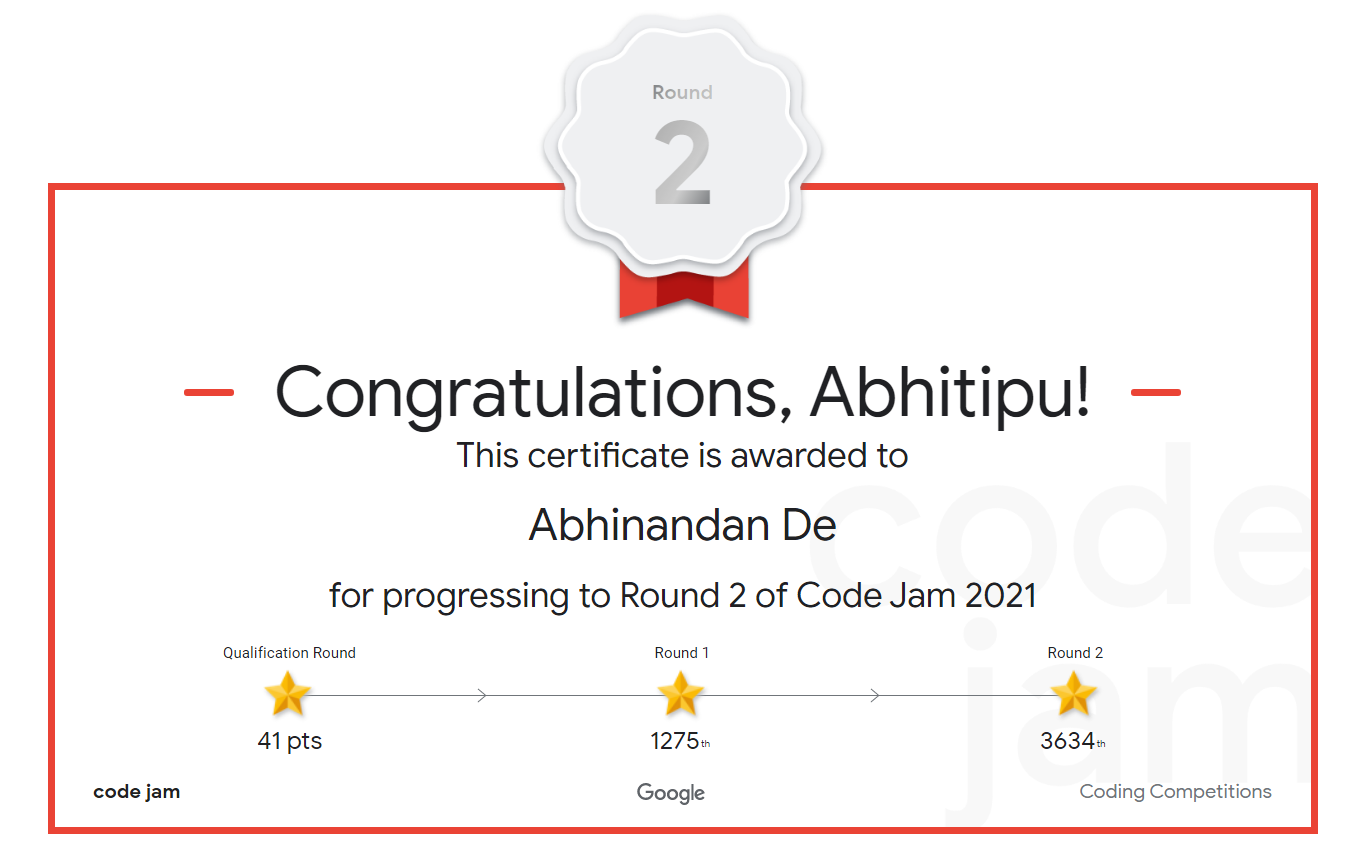 Round
2
Congratulations, Abhitipu!
This certificate is awarded to
Abhinandan De
for progressing to Round 2 of Code Jam 2021
Qualification Round Round 1 Round 2
41 pts 1275th 3634th
code jam Google Coding Competitions
code
jam